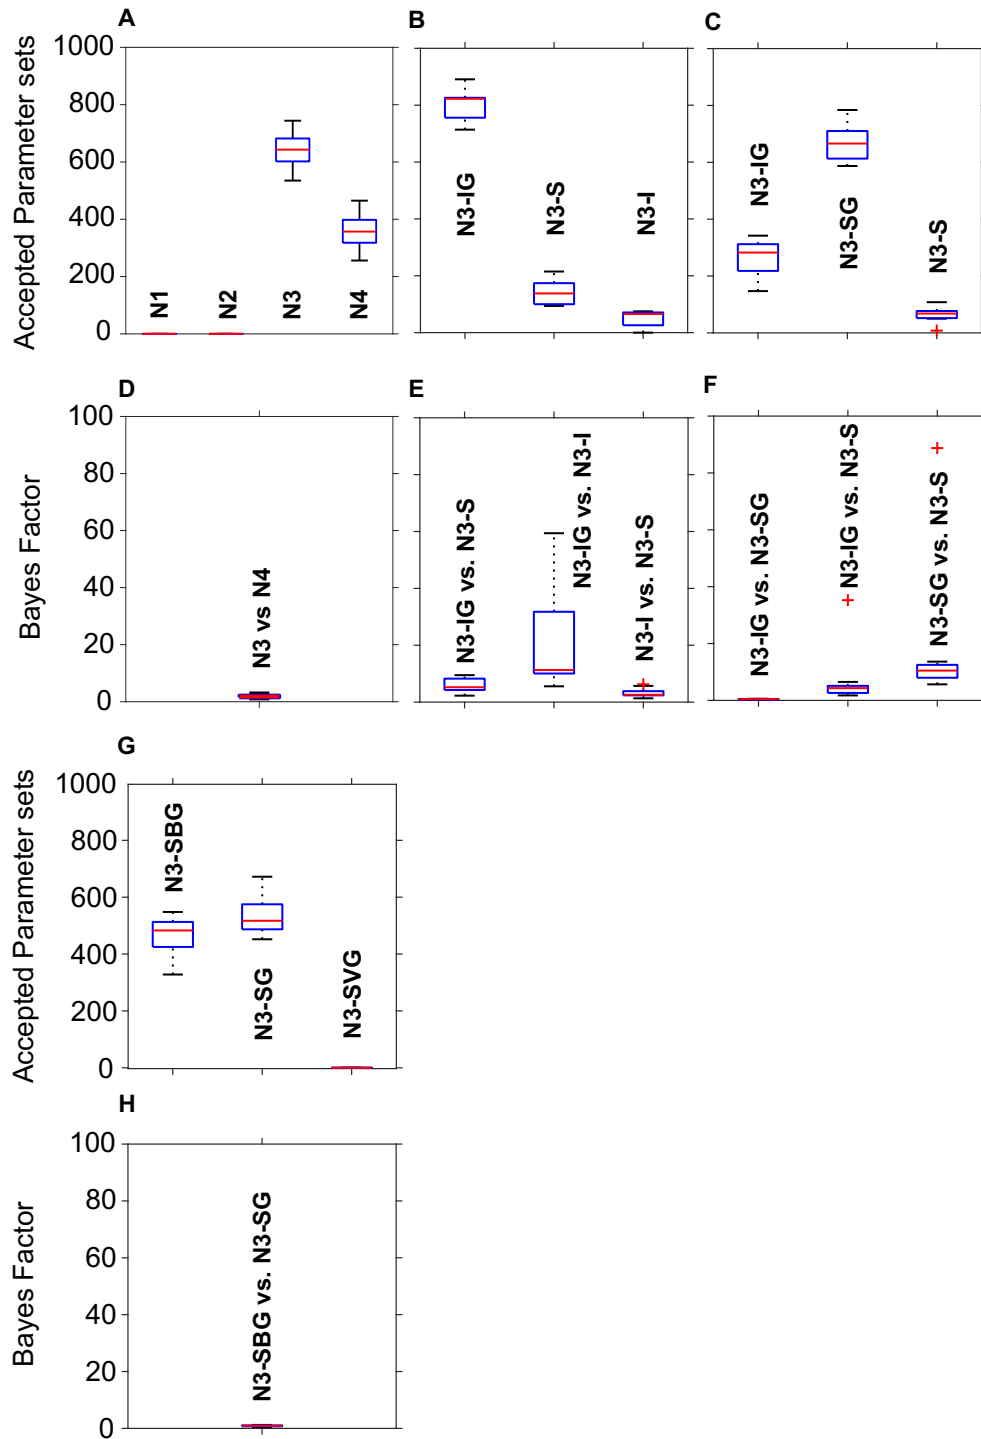 A
B
C
Accepted Parameter sets
1000
800
600
400
200
0
N1
N2
N3
N4
N3-IG
N3-S
N3-I
N3-IG
N3-SG
N3-S
D
E
F
Bayes Factor
100
80
60
40
20
0
N3 vs N4
N3-IG vs. N3-S
N3-IG vs. N3-I
N3-I vs. N3-S
N3-IG vs. N3-SG
N3-IG vs. N3-S
N3-SG vs. N3-S
G
Accepted Parameter sets
1000
800
600
400
200
0
N3-SBG
N3-SG
N3-SVG
H
Bayes Factor
100
80
60
40
20
0
N3-SBG vs. N3-SG